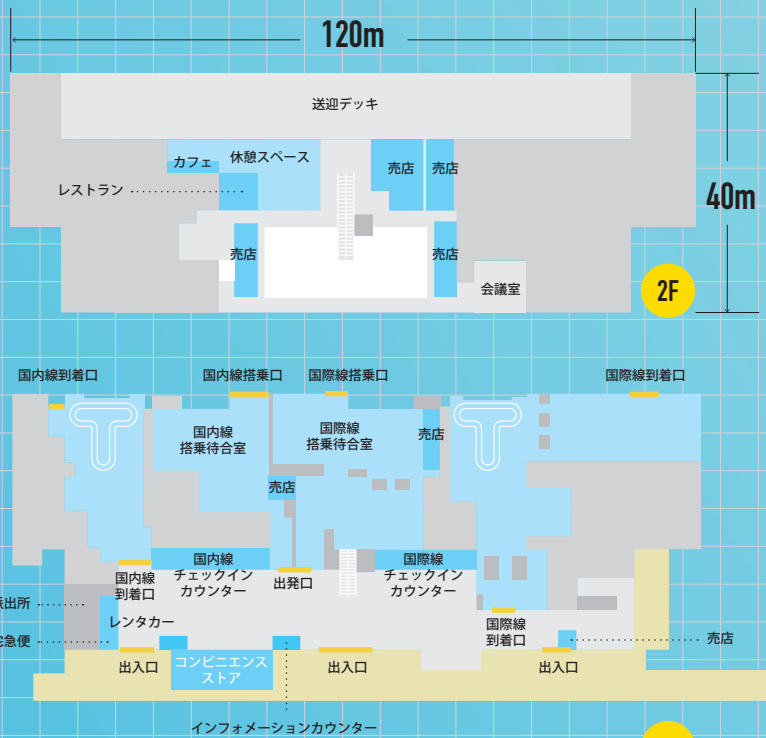 120m
送迎デッキ
カフェ
休憩スペース
売店
売店
レストラン
40m
売店
売店
会議室
2F
国内線到着口
国内線搭乗口
国際線搭乗口
国際線到着口
国内線
搭乗待合室
国際線
搭乗待合室
売店
売店
国内線
到着口
国内線
チェックイン
カウンター
出発口
国際線
チェックイン
カウンター
出所
レンタカー
国際線
到着口
急便
売店
出入口
コンビニエンス
ストア
出入口
出入口
インフォメーションカウンター